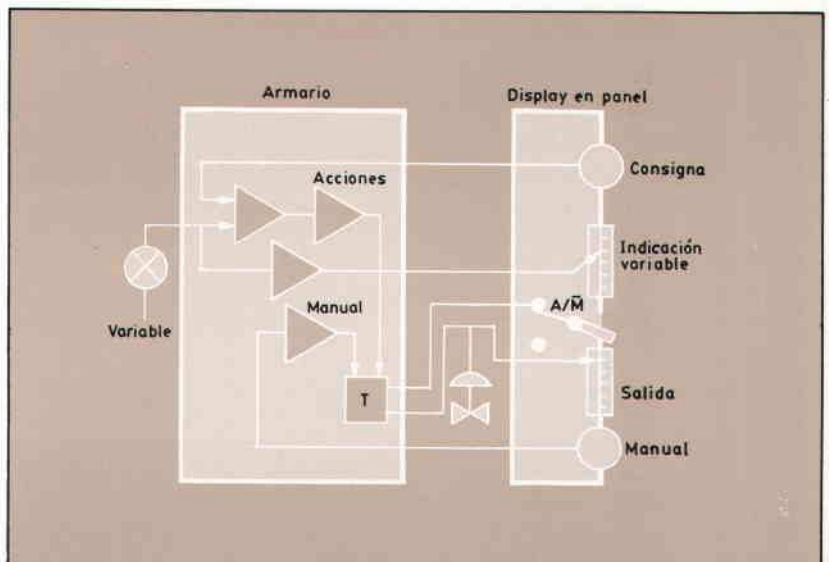 Armario
Display en panel
Acciones
Consigna
Indicación
variable
Manual
A/M̄
Variable
T
Salida
Manual